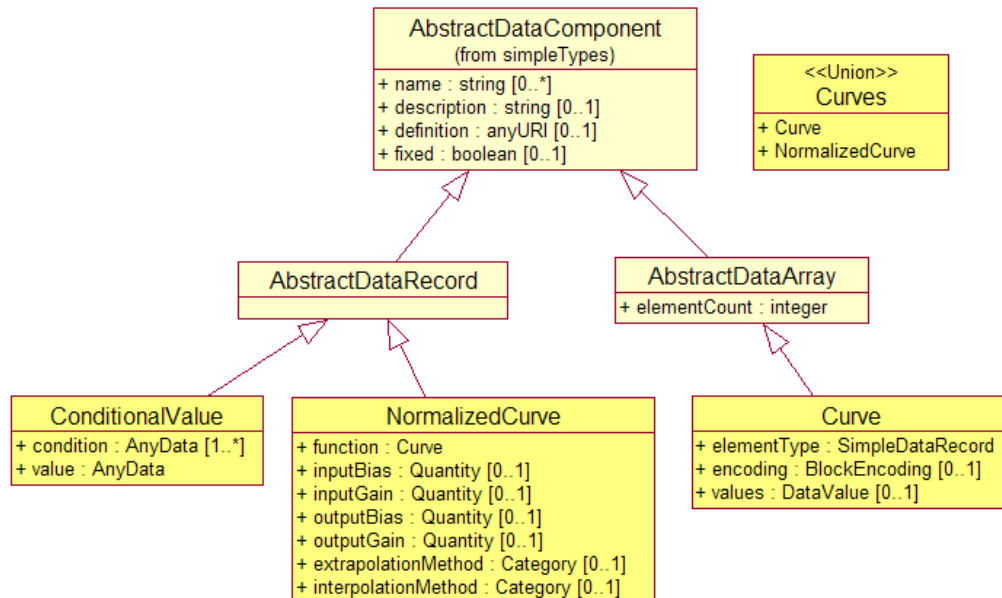 AbstractDataComponent
(from simpleTypes)
+ name : string [0..*]
+ description : string [0..1]
+ definition : anyURI [0..1]
+ fixed : boolean [0..1]
<<Union>>
Curves
+ Curve
+ NormalizedCurve
AbstractDataRecord
AbstractDataArray
+ elementCount : integer
ConditionalValue
+ condition : AnyData [1..*]
+ value : AnyData
NormalizedCurve
+ function : Curve
+ inputBias : Quantity [0..1]
+ inputGain : Quantity [0..1]
+ outputBias : Quantity [0..1]
+ outputGain : Quantity [0..1]
+ extrapolationMethod : Category [0..1]
+ interpolationMethod : Category [0..1]
Curve
+ elementType : SimpleDataRecord
+ encoding : BlockEncoding [0..1]
+ values : DataValue [0..1]